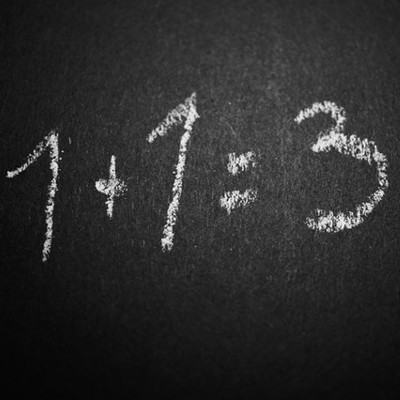 1 + 1 = 3